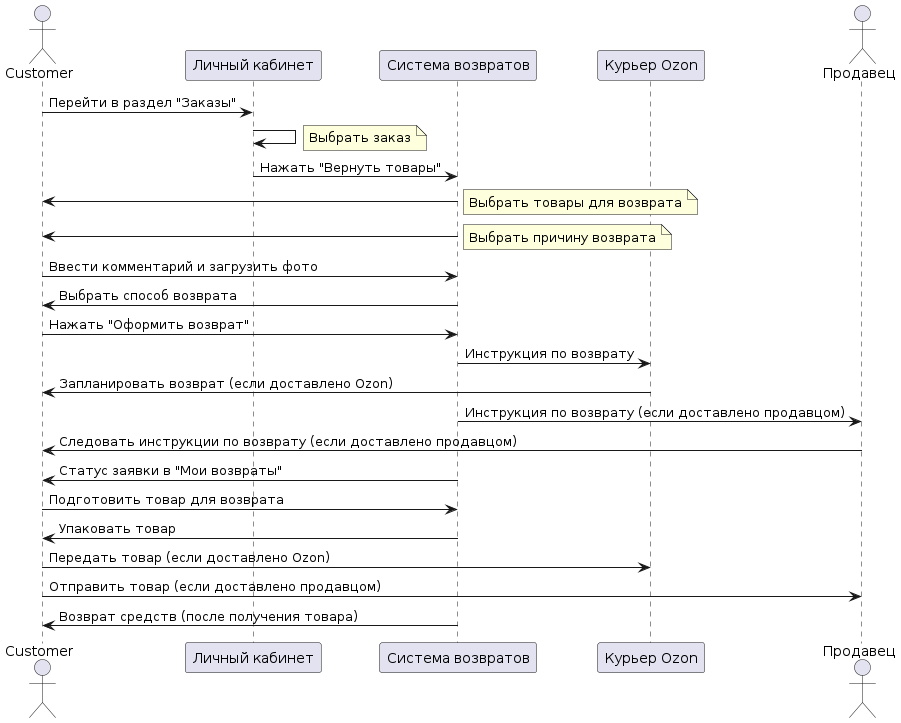 Customer
Личный кабинет
Система возвратов
Курьер Ozon
Продавец
Перейти в раздел "Заказы"
Выбрать заказ
Нажать "Вернуть товары"
Выбрать товары для возврата
Выбрать причину возврата
Ввести комментарий и загрузить фото
Выбрать способ возврата
Нажать "Оформить возврат"
Инструкция по возврату
Запланировать возврат (если доставлено Ozon)
Инструкция по возврату (если доставлено продавцом)
Следовать инструкции по возврату (если доставлено продавцом)
Статус заявки в "Мои возвраты"
Подготовить товар для возврата
Упаковать товар
Передать товар (если доставлено Ozon)
Отправить товар (если доставлено продавцом)
Возврат средств (после получения товара)
Customer
Личный кабинет
Система возвратов
Курьер Ozon
Продавец